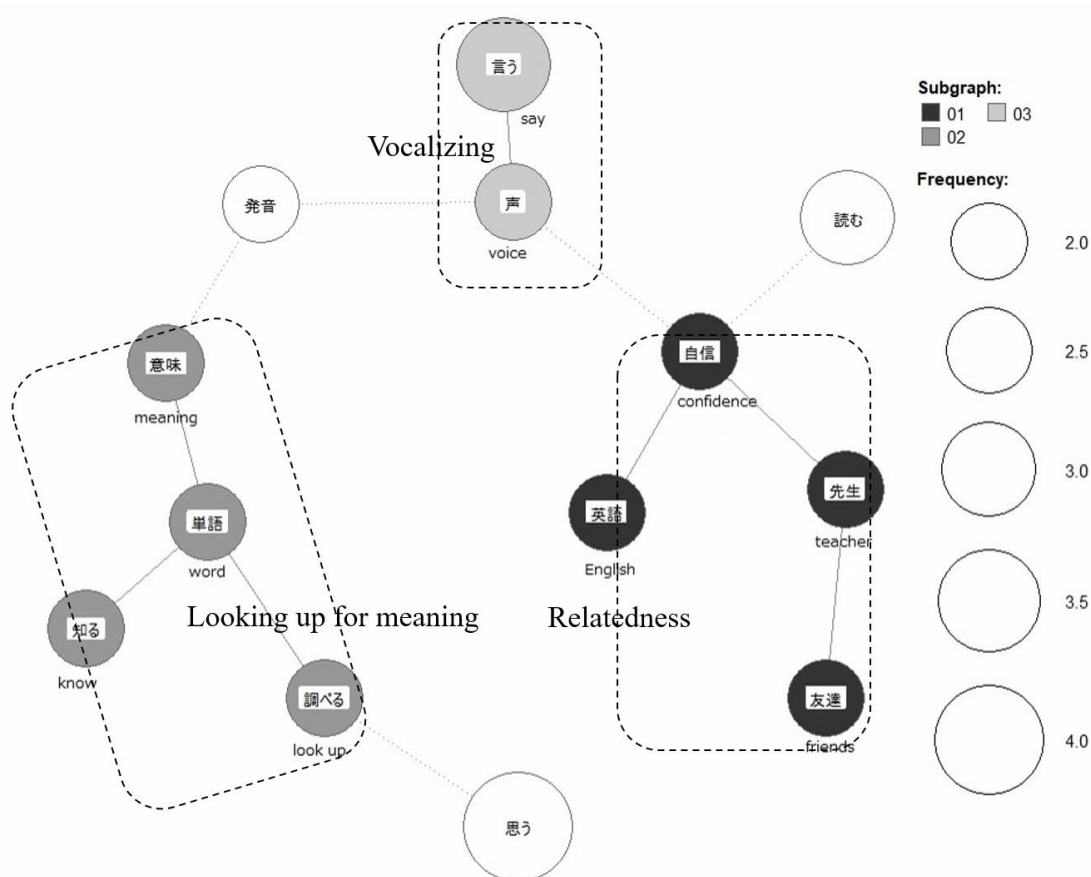 言う
say
Vocalizing
声
voice
発音
読む
意味
meaning
自信
confidence
単語
word
英語
English
先生
teacher
知る
know
Looking up for meaning
Relatedness
調べる
look up
友達
friends
思う
Subgraph:
01 03
02
Frequency:
2.0
2.5
3.0
3.5
4.0